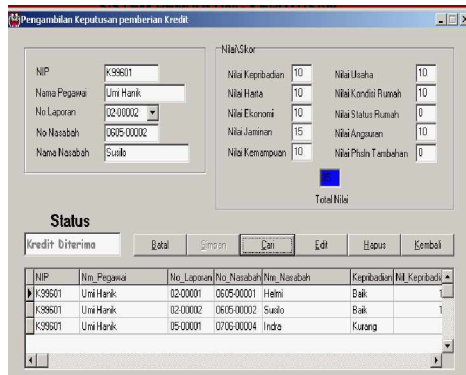 Pengambilan Keputusan pemberian Kredit
NIP K99601
Nama Pegawai Umi Hanik
No Laporan 02-00002
No Nasabah 0605-00002
Nama Nasabah Susilo
Nilai\Skor
Nilai Kepribadian 10 Nilai Usaha 10
Nilai Harta 10 Nilai Kondisi Rumah 10
Nilai Ekonomi 10 Nilai Status Rumah 0
Nilai Jaminan 15 Nilai Angsuran 10
Nilai Kemampuan 10 Nilai Phsln Tambahan 0
Total Nilai
Status
Kredit Diterima Batal Simpan Cari Edit Hapus Kembali
NIP Nm_Pegawai No_Laporan No_Nasabah Nm_Nasabah Kepribadian Nil_Kepribadi
K99601 Umi Hanik 02-00001 0605-00001 Helmi Baik 1
K99601 Umi Hanik 02-00002 0605-00002 Susilo Baik 1
K99601 Umi Hanik 05-00001 0706-00004 Indra Kurang